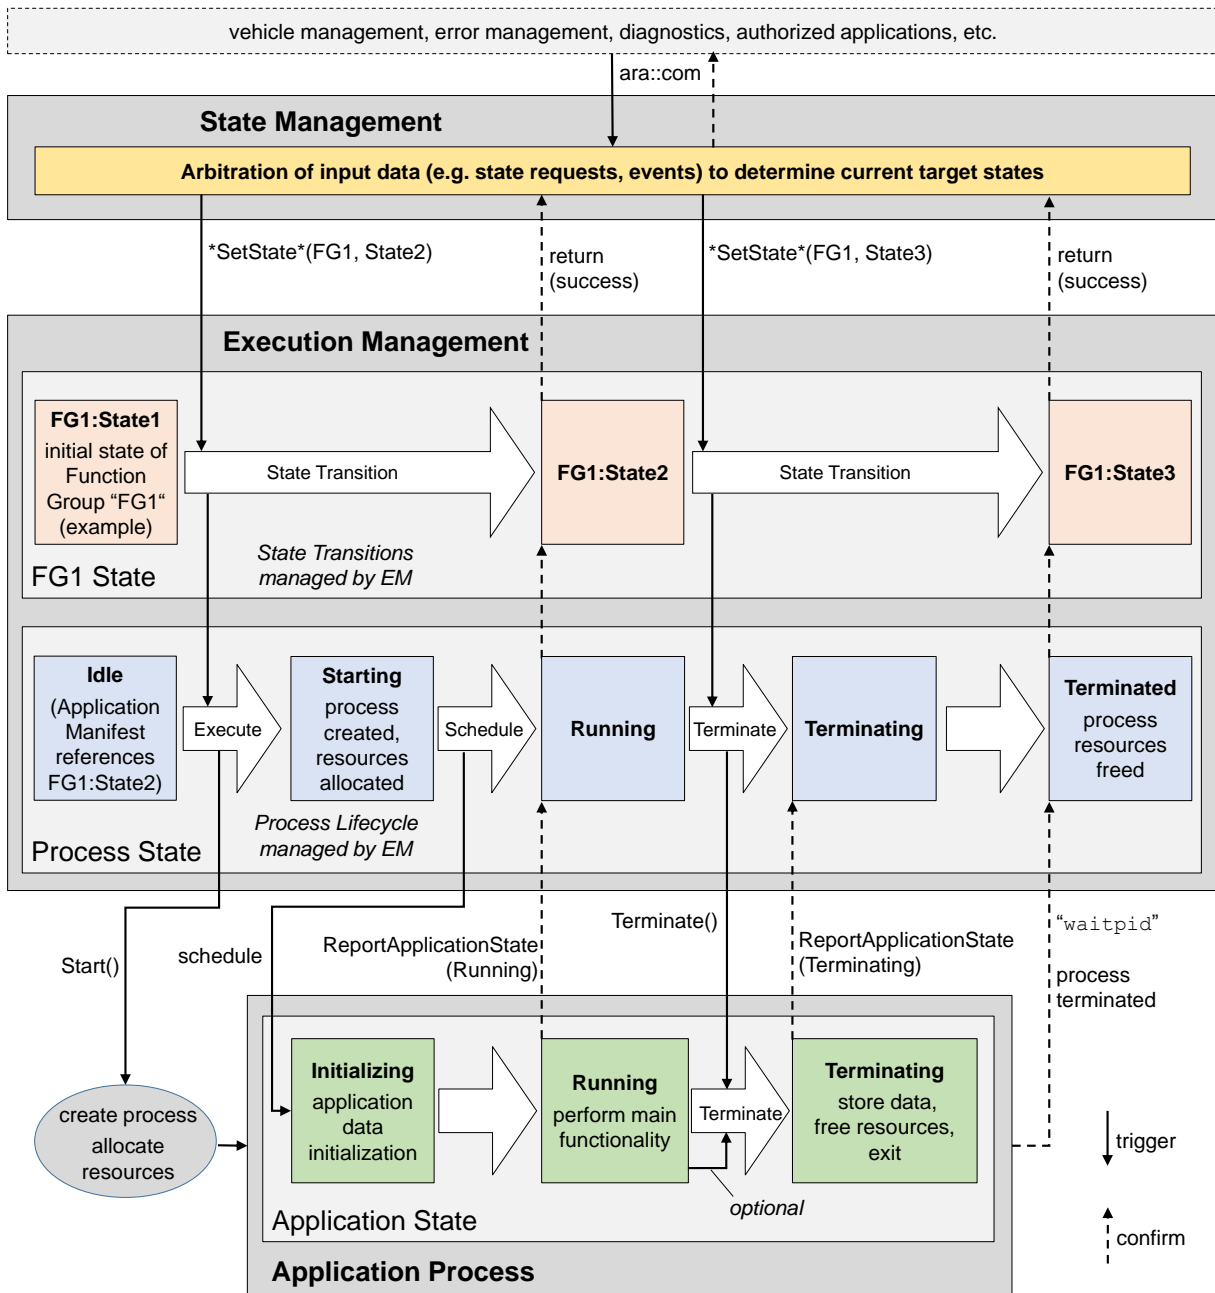 vehicle management, error management, diagnostics, authorized applications, etc.
ara::com
State Management
Arbitration of input data (e.g. state requests, events) to determine current target states
*SetState*(FG1, State2)
return
(success)
*SetState*(FG1, State3)
return
(success)
Execution Management
FG1:State1
initial state of
Function
Group “FG1“
(example)
State Transition
FG1:State2
State Transition
FG1:State3
State Transitions
managed by EM
FG1 State
Idle
(Application
Manifest
references
FG1:State2)
Execute
Starting
process
created,
resources
allocated
Schedule
Running
Terminate
Terminating
Terminated
process
resources
freed
Process Lifecycle
managed by EM
Process State
Start()
schedule
ReportApplicationState
(Running)
Terminate()
ReportApplicationState
(Terminating)
“waitpid”
process
terminated
create process
allocate
resources
Initializing
application
data
initialization
Running
perform main
functionality
Terminate
optional
Terminating
store data,
free resources,
exit
Application State
Application Process
trigger
confirm